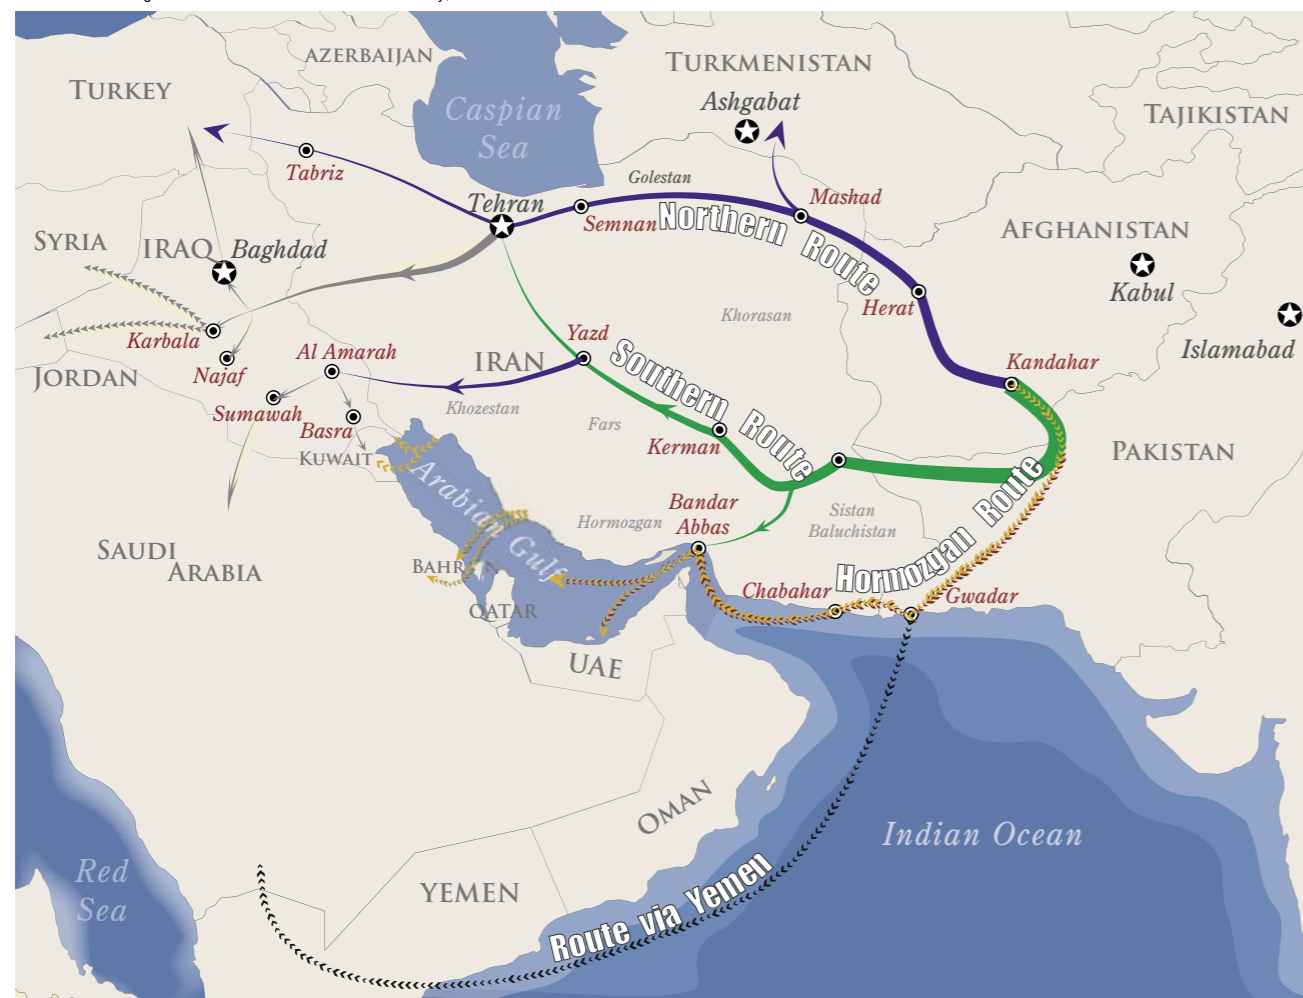 AZERBAIJAN
TURKMENISTAN
TURKEY
Caspian
Sea
Ashgabat
TAJIKISTAN
Tabriz
Golestan
Tehran
Semnan
Mashad
Northern Route
SYRIA
IRAQ
Baghdad
AFGHANISTAN
Kabul
Herat
Khorasan
Karbala
Yazd
Islamabad
Al Amarah
IRAN
Southern Route
Kandahar
JORDAN
Najaf
Sumawah
Khozestan
Basra
Fars
Kerman
KUWAIT
PAKISTAN
Arabian Gulf
Bandar
Abbas
Hormozgan
Sistan
Baluchistan
Hormozgan Route
SAUDI
ARABIA
Chabahar
Gwadar
QATAR
UAE
OMAN
Indian Ocean
Red
Sea
YEMEN
Route via Yemen